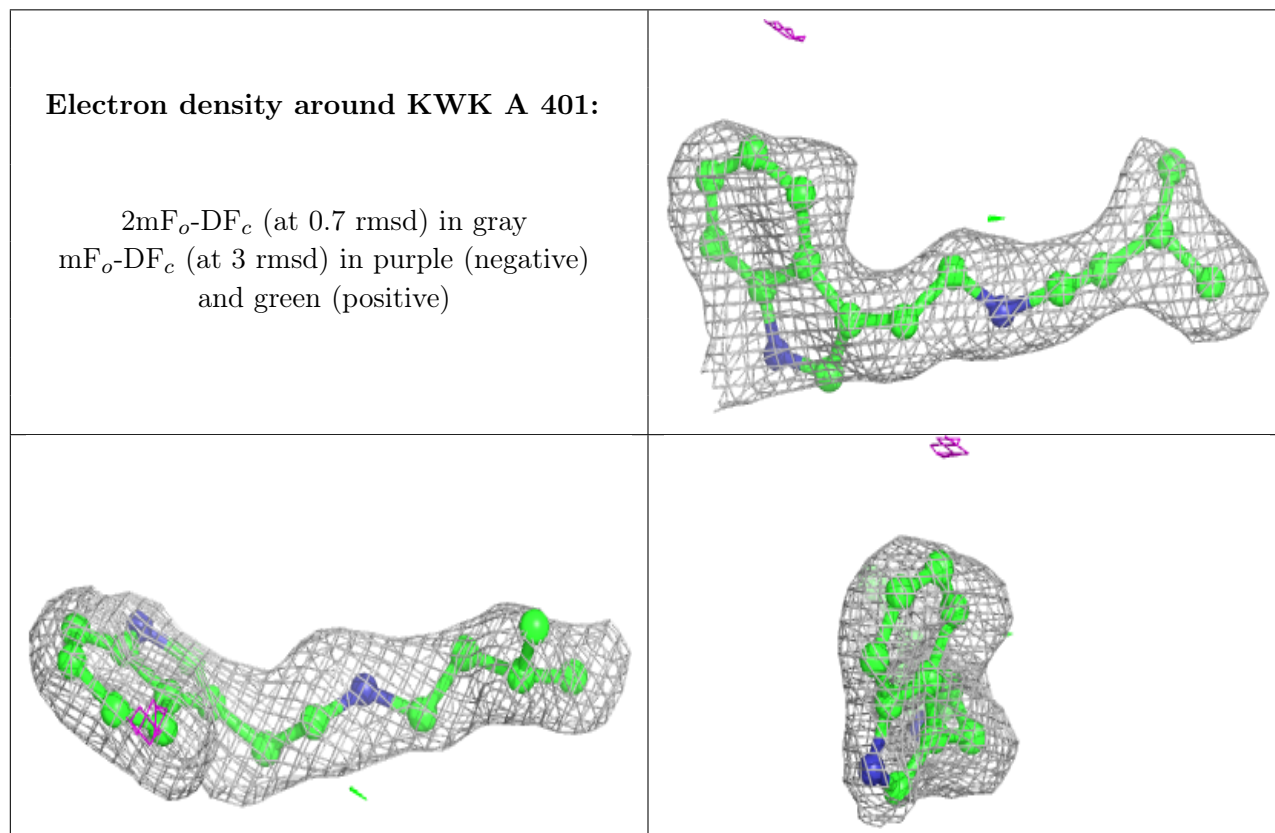 Electron density around KWK A 401:
2mFₒ-DF𝒸 (at 0.7 rmsd) in gray
mFₒ-DF𝒸 (at 3 rmsd) in purple (negative)
and green (positive)